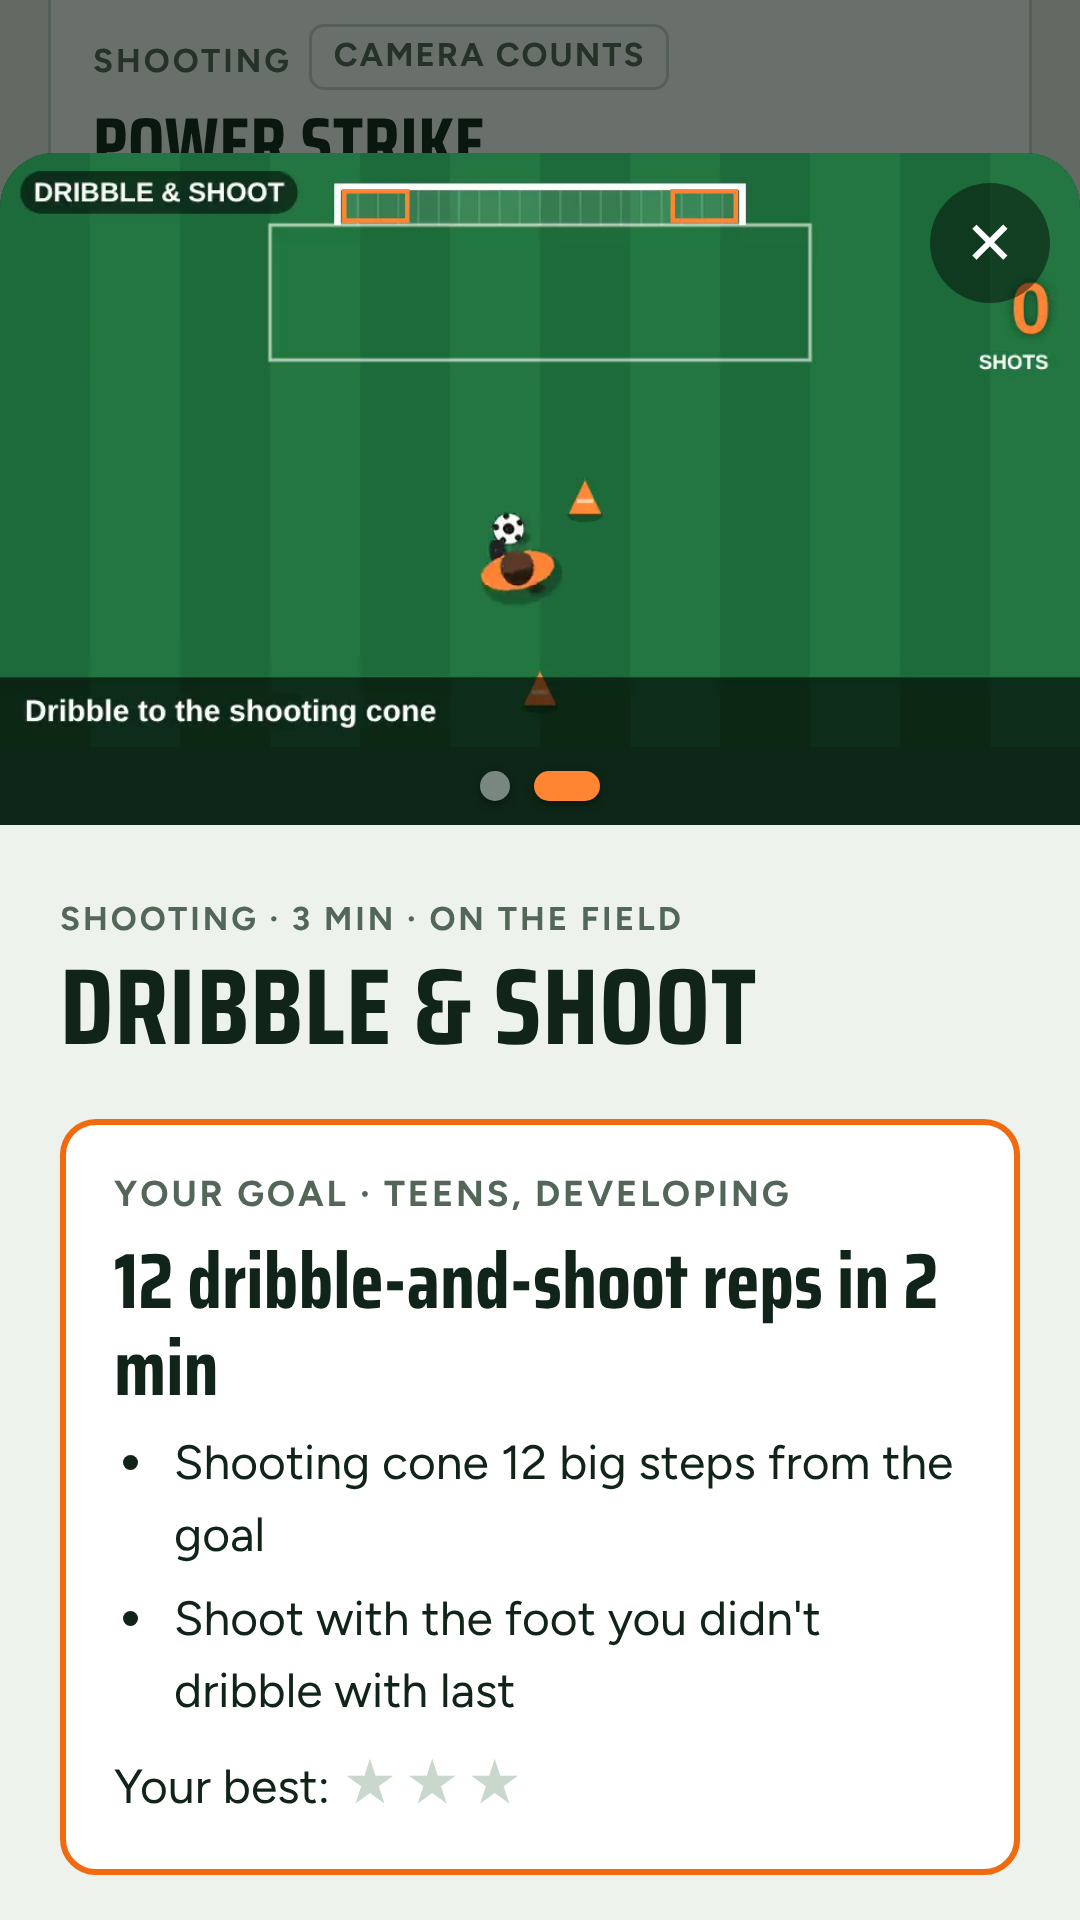 SHOOTING
CAMERA COUNTS
POWER STRIKE
DRIBBLE & SHOOT
0
SHOTS
Dribble to the shooting cone
SHOOTING · 3 MIN · ON THE FIELD
DRIBBLE & SHOOT
YOUR GOAL · TEENS, DEVELOPING
12 dribble-and-shoot reps in 2
min
• Shooting cone 12 big steps from the
goal
• Shoot with the foot you didn't
dribble with last
Your best: ★ ★ ★